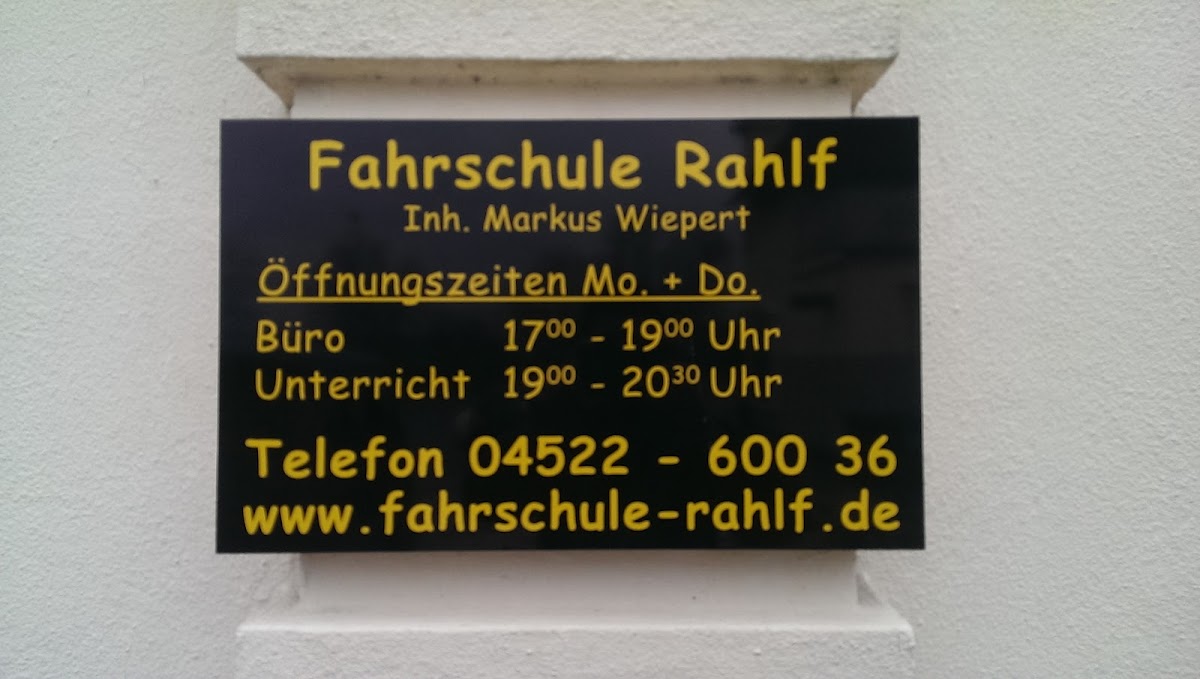 Fahrschule Rahlf
Inh. Markus Wiepert
Öffnungszeiten Mo. + Do.
Büro 17⁰⁰ - 19⁰⁰ Uhr
Unterricht 19⁰⁰ - 20³⁰ Uhr
Telefon 04522 - 600 36
www.fahrschule-rahlf.de